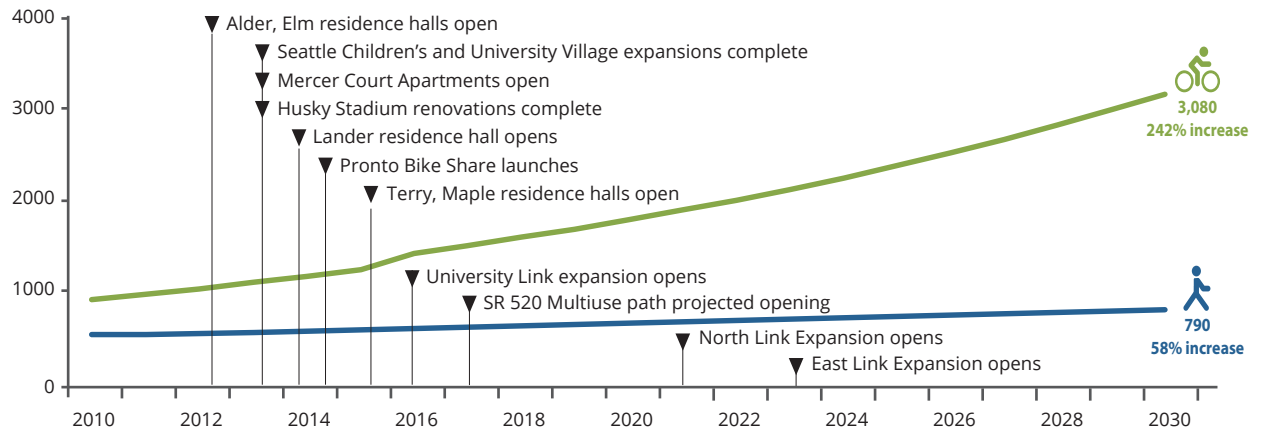 4000
Alder, Elm residence halls open
Seattle Children’s and University Village expansions complete
Mercer Court Apartments open
3000
Husky Stadium renovations complete
3,080
242% increase
Lander residence hall opens
Pronto Bike Share launches
2000
Terry, Maple residence halls open
1000
University Link expansion opens
SR 520 Multiuse path projected opening
790
58% increase
North Link Expansion opens
East Link Expansion opens
0
2010 2012 2014 2016 2018 2020 2022 2024 2026 2028 2030